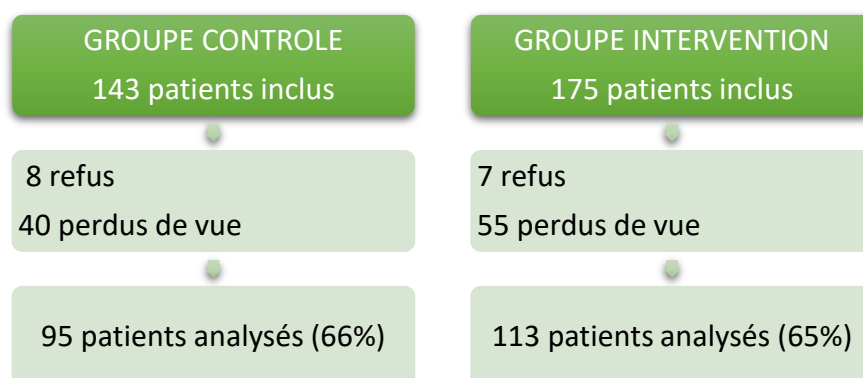 GROUPE CONTROLE
143 patients inclus
8 refus
40 perdus de vue
95 patients analysés (66%)
GROUPE INTERVENTION
175 patients inclus
7 refus
55 perdus de vue
113 patients analysés (65%)